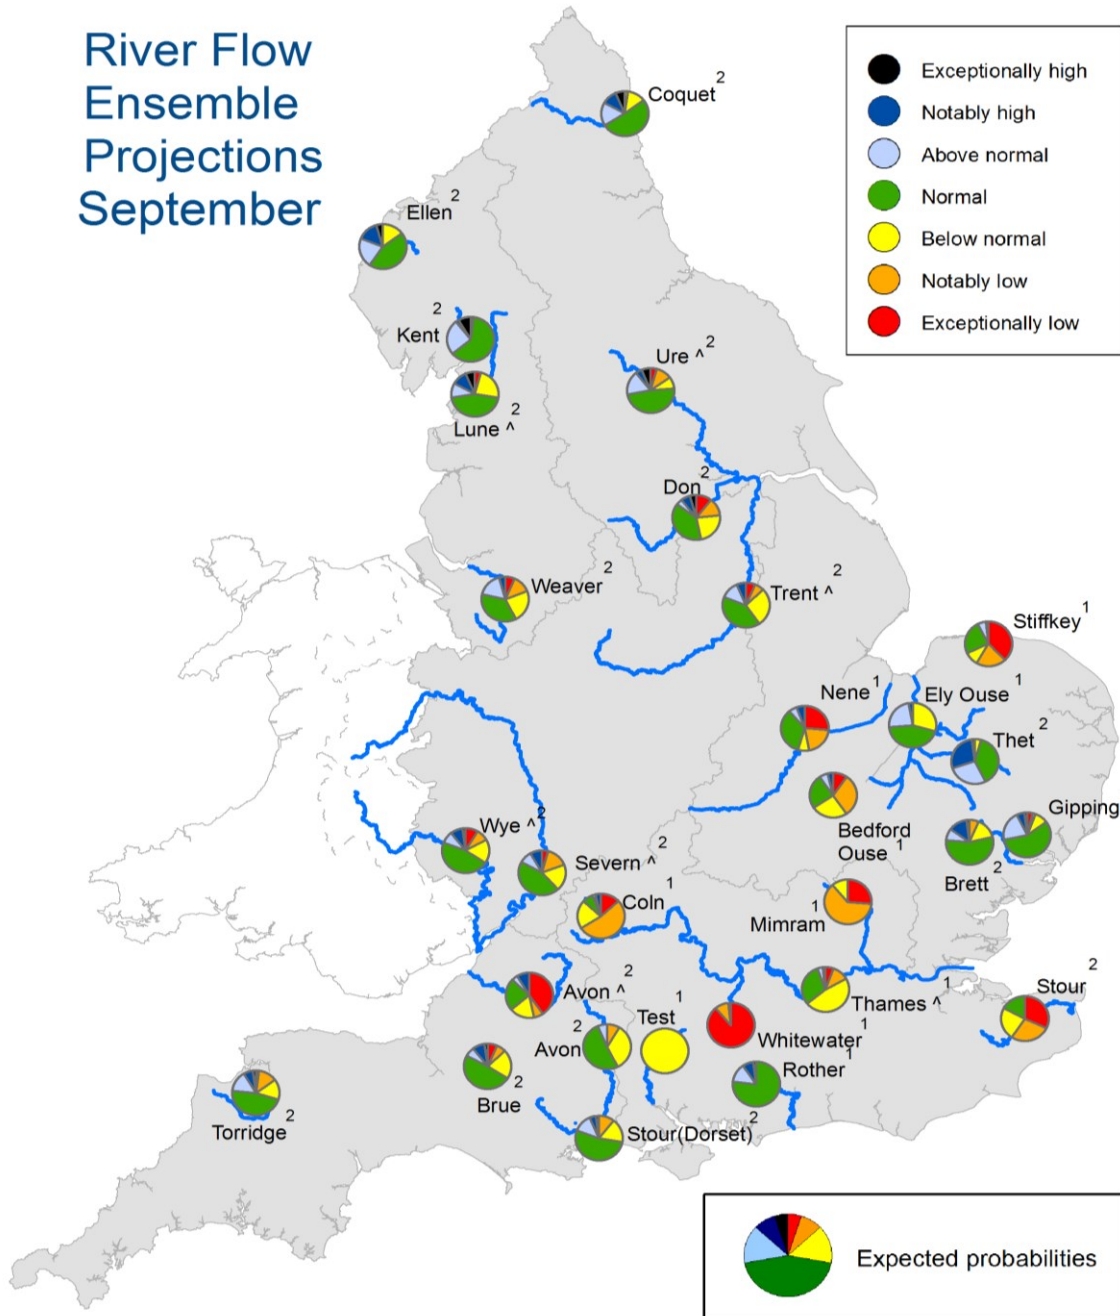 River Flow
Ensemble
Projections
September
Exceptionally high
Notably high
Above normal
Normal
Below normal
Notably low
Exceptionally low
Coquet 2
Ellen 2
Kent 2
Lune ^ 2
Ure ^ 2
Don 2
Weaver 2
Trent ^ 2
Stiffkey 1
Nene 1
Ely Ouse 1
Thet 2
Bedford
Ouse 1
Gipping
Brett 2
Wye ^ 2
Severn ^ 2
Coln 1
Mimram 1
Avon ^ 2
Thames ^ 1
Stour 2
Test 1
Whitewater 1
Avon 2
Rother 1
Brue 2
Torridge 2
Stour(Dorset) 2
Expected probabilities